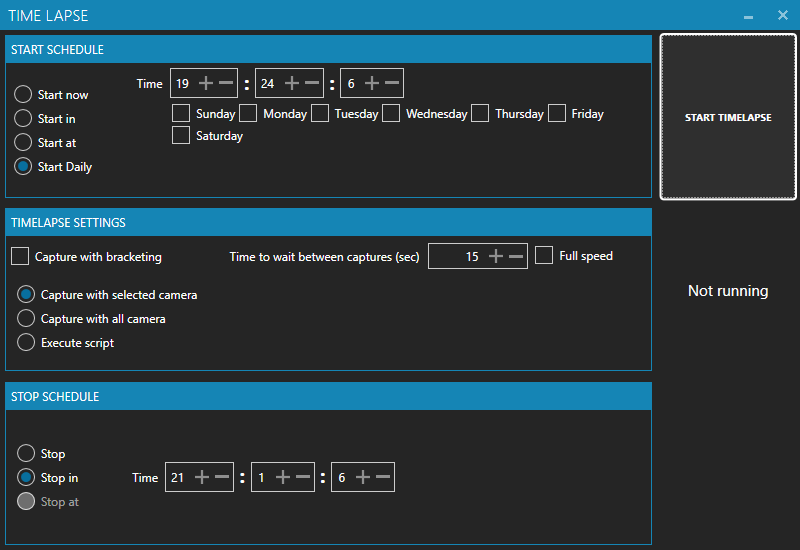 TIME LAPSE
START SCHEDULE
Start now
Start in
Start at
Start Daily
Time 19 : 24 : 6
Sunday Monday Tuesday Wednesday Thursday Friday
Saturday
START TIMELAPSE
TIMELAPSE SETTINGS
Capture with bracketing Time to wait between captures (sec) 15 Full speed
Capture with selected camera
Capture with all camera
Execute script
Not running
STOP SCHEDULE
Stop
Stop in
Stop at
Time 21 : 1 : 6